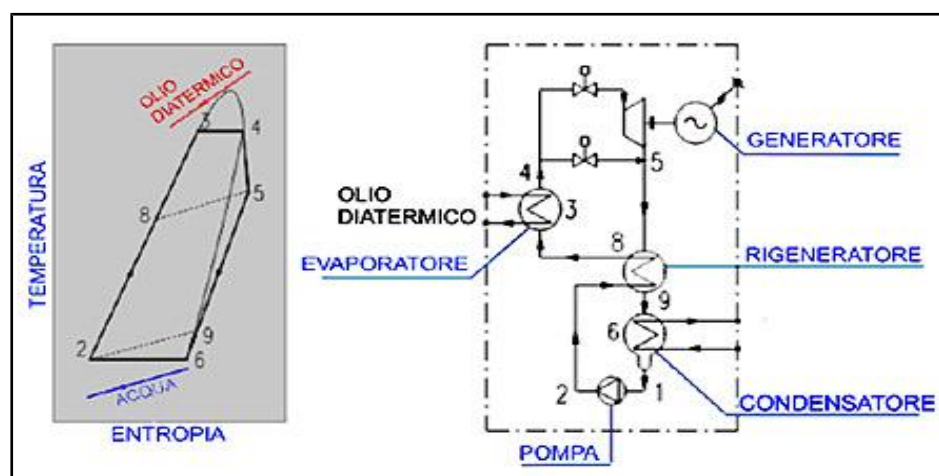 OLIO
DIATERMICO
3
4
8
5
2
9
6
ACQUA
TEMPERATURA
ENTROPIA
GENERATORE
5
4
OLIO
DIATERMICO
3
EVAPORATORE
8
RIGENERATORE
9
6
2
1
CONDENSATORE
POMPA